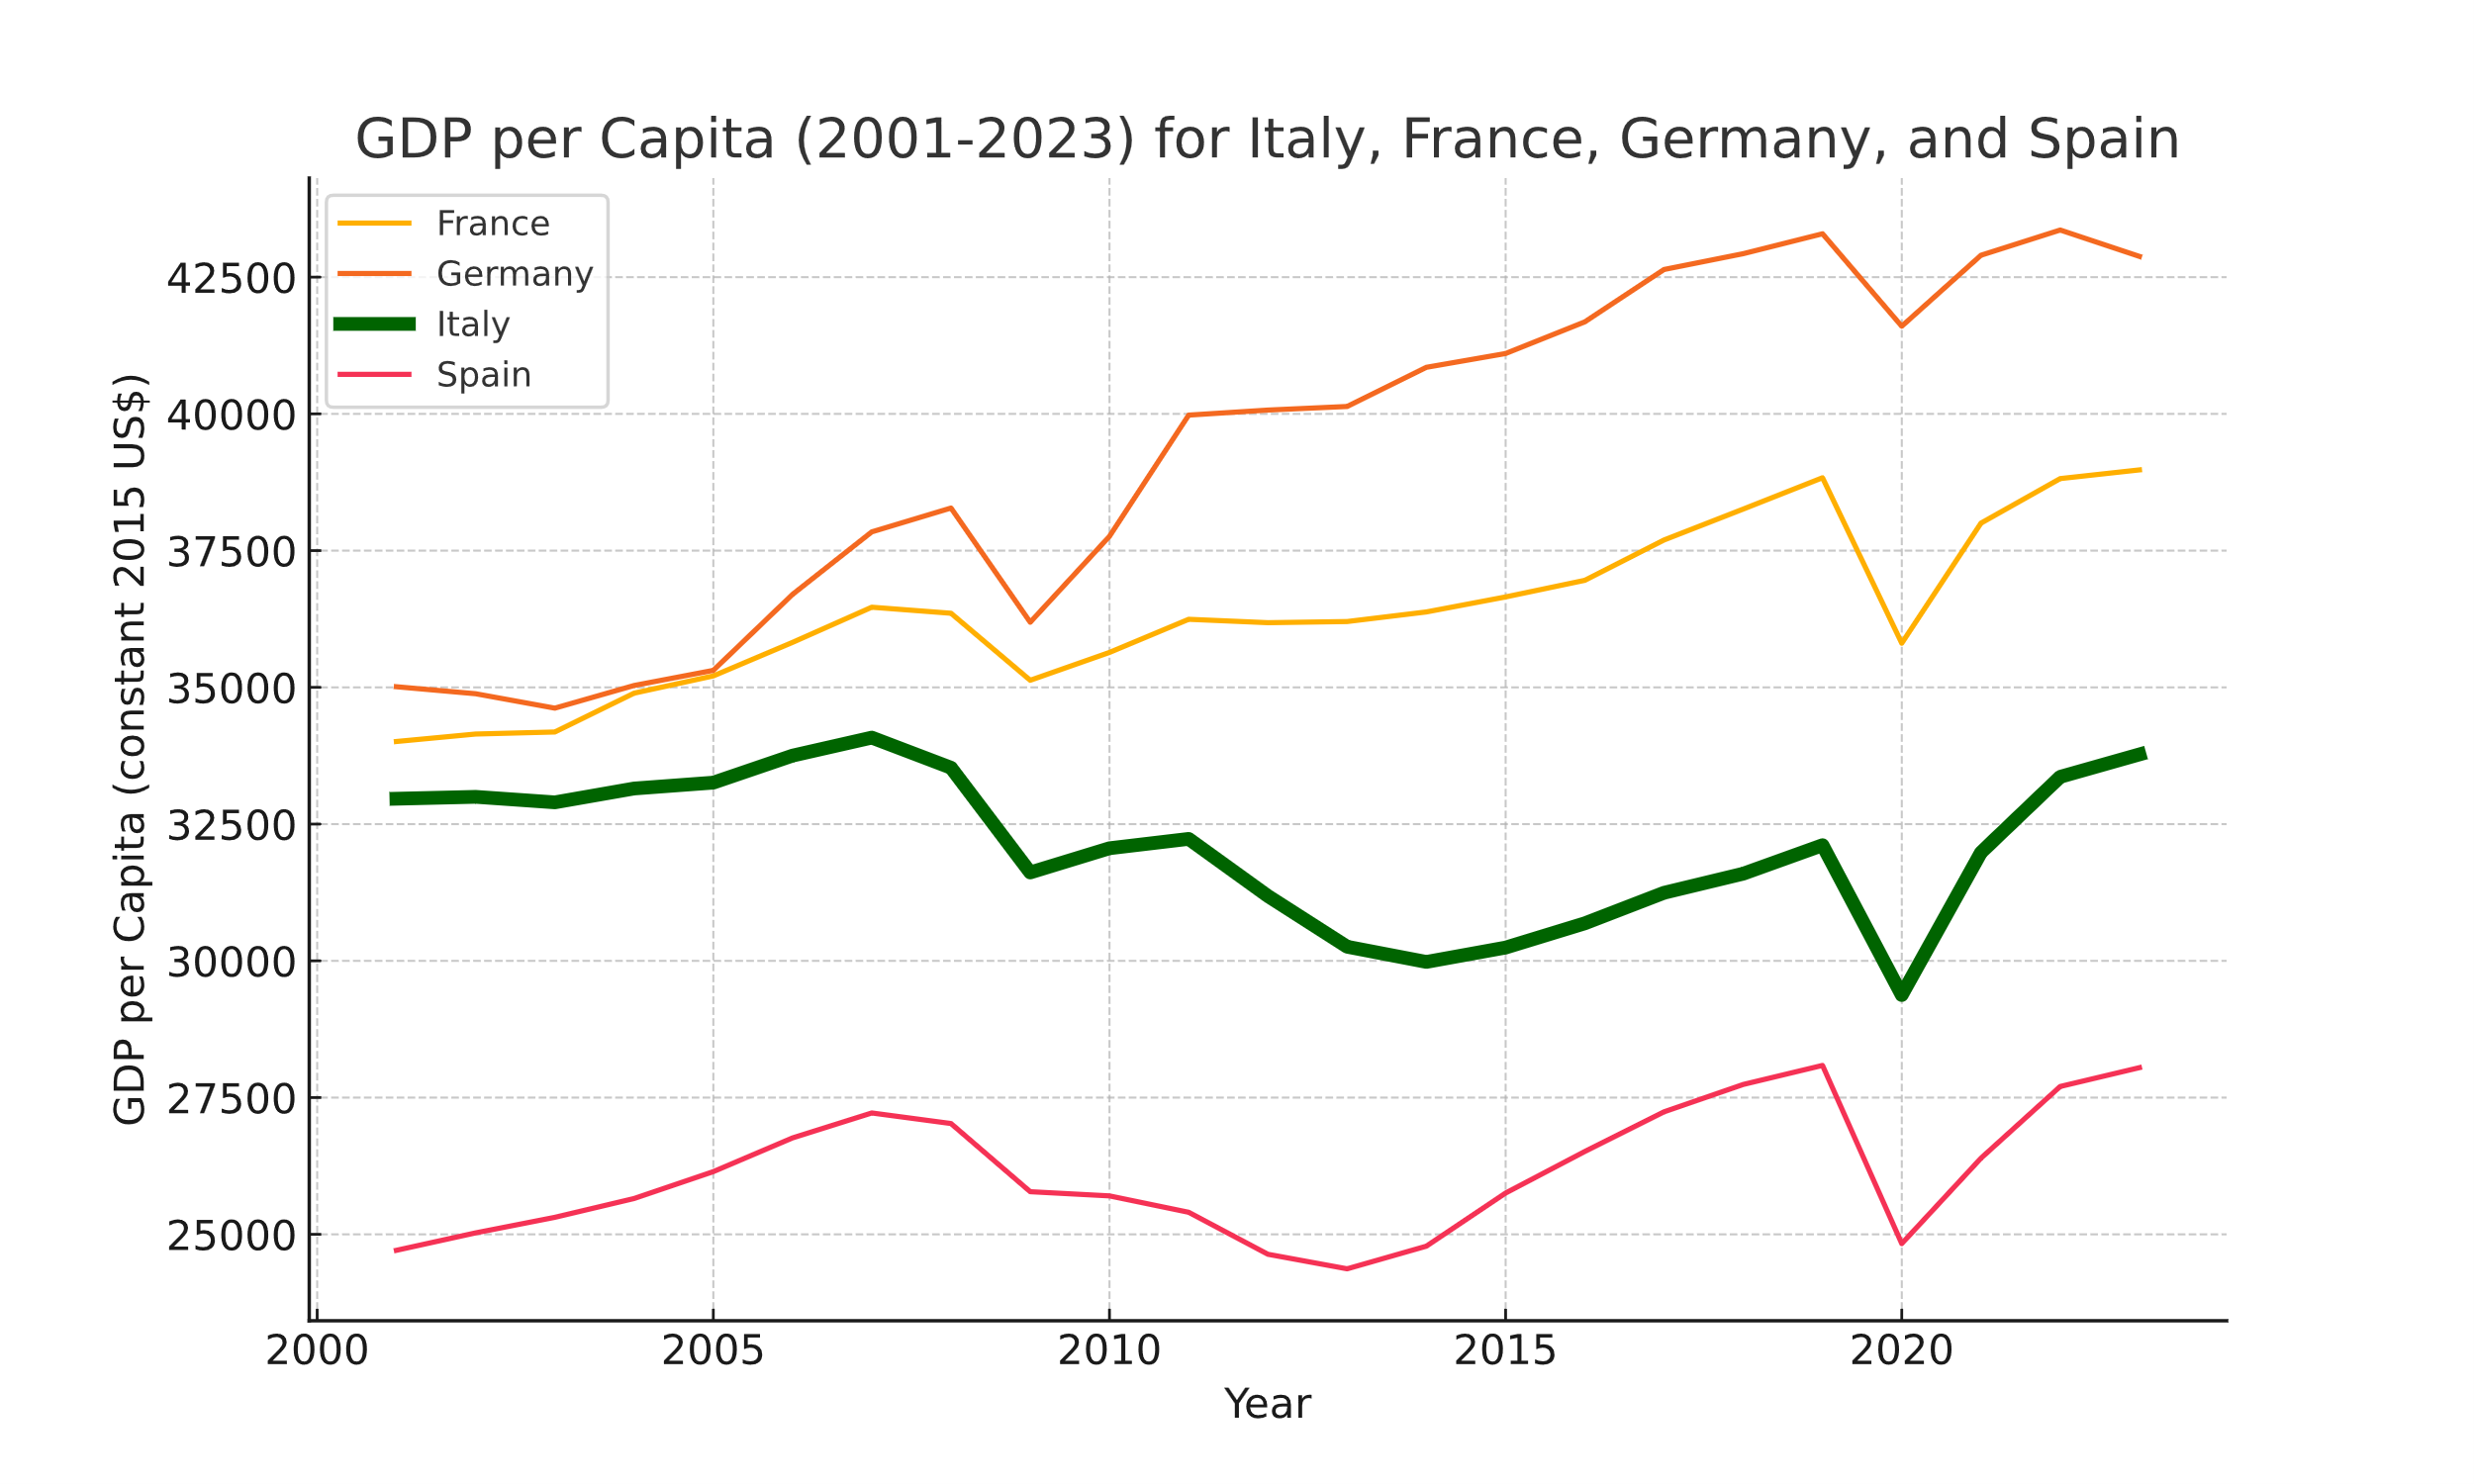 GDP per Capita (2001-2023) for Italy, France, Germany, and Spain
France
Germany
Italy
Spain
GDP per Capita (constant 2015 US$)
42500
40000
37500
35000
32500
30000
27500
25000
2000 2005 2010 2015 2020
Year